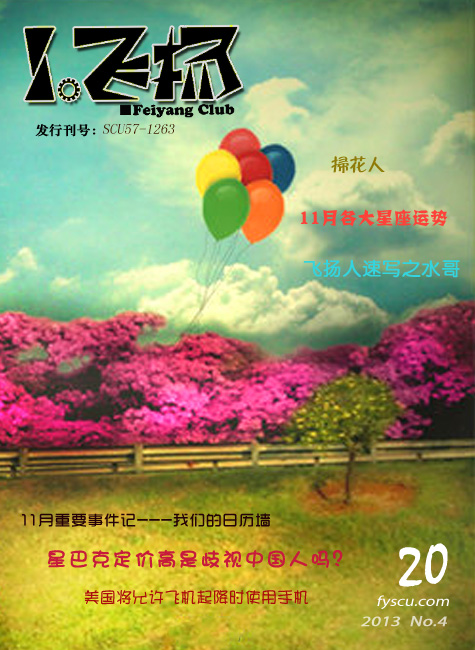 1.飞扬
Feiyang Club
发行刊号：SCU57-1263
掃花人
11月各大星座运势
飞扬人速写之水哥
11月重要事件记---我们的日历墙
星巴克定价高是歧视中国人吗？
美国将允许飞机起降时使用手机
20
fyscu.com
2013 No.4